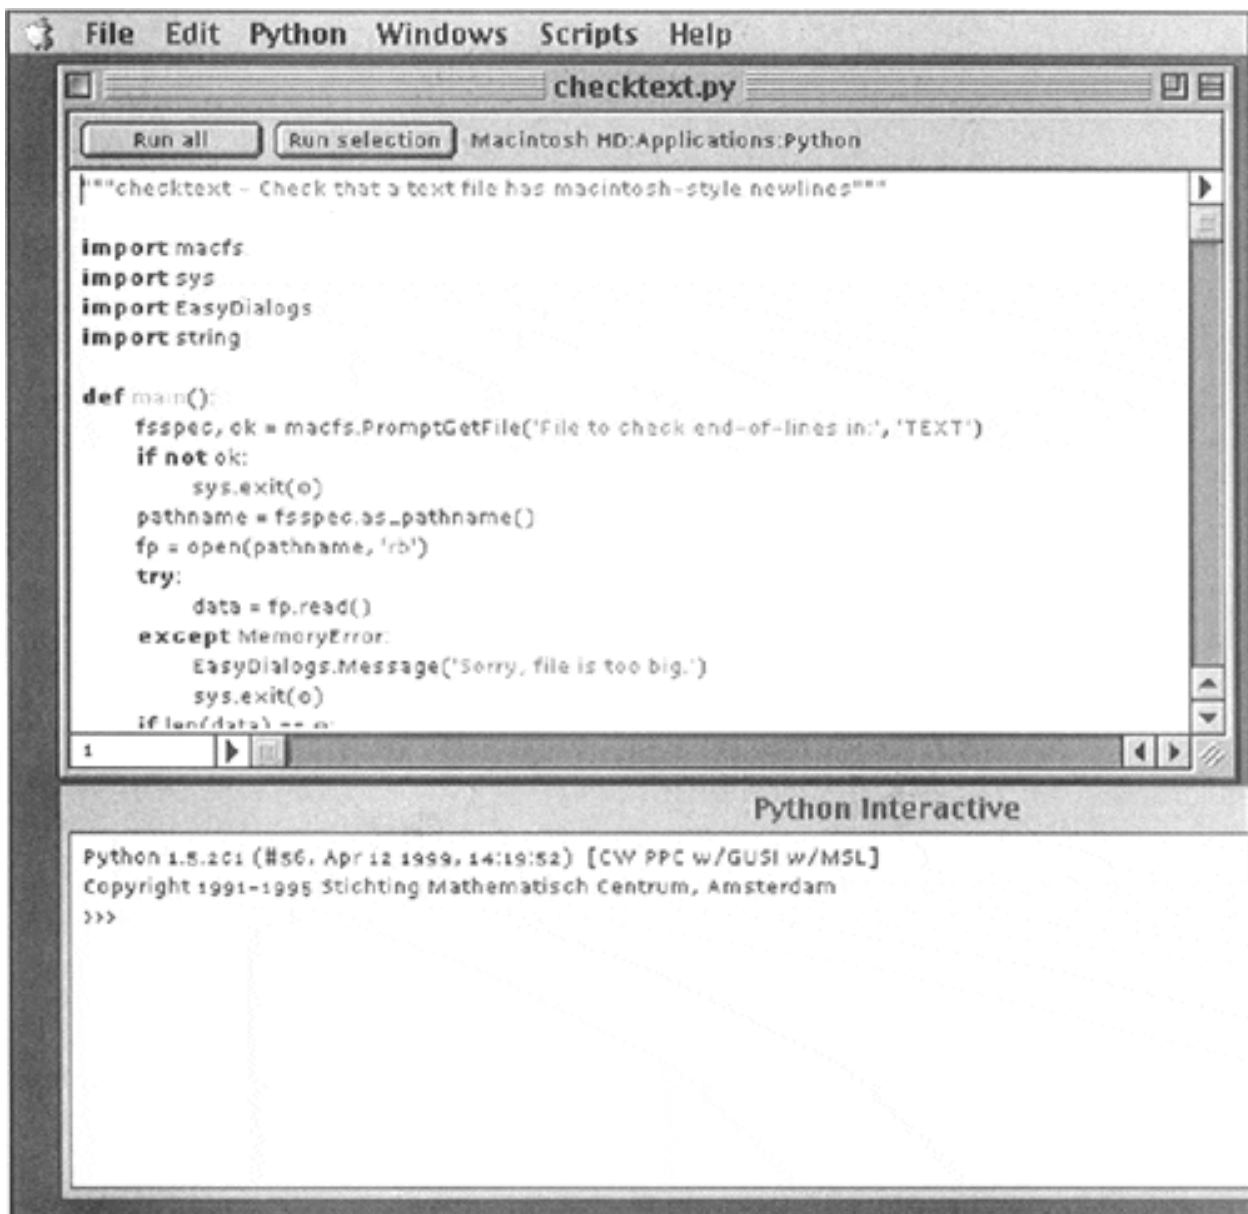 File Edit Python Windows Scripts Help
checktext.py
Run all Run selection Macintosh HD:Applications:Python
"""checktext - Check that a text file has macintosh-style newlines"""
import macfs
import sys
import EasyDialogs
import string
def main():
fsspec, ok = macfs.PromptGetFile('File to check end-of-lines in:', 'TEXT')
if not ok:
sys.exit(0)
pathname = fsspec.as_pathname()
fp = open(pathname, 'rb')
try:
data = fp.read()
except MemoryError:
EasyDialogs.Message('Sorry, file is too big.')
sys.exit(0)
if len(data) == 0:
1
Python Interactive
Python 1.5.2c1 (#56, Apr 12 1999, 14:19:52) [CW PPC w/GUSI w/MSL]
Copyright 1991-1995 Stichting Mathematisch Centrum, Amsterdam
>>>